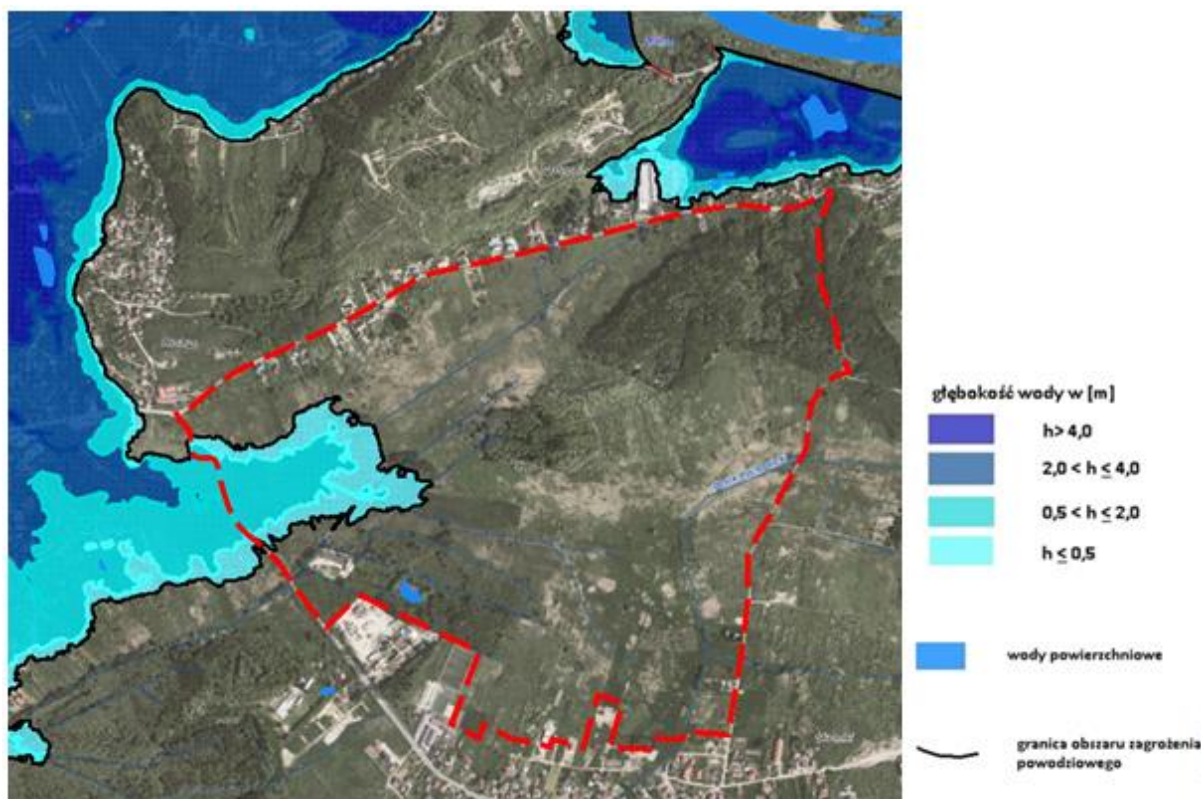 głębokość wody w [m]
h> 4,0
2,0 < h ≤ 4,0
0,5 < h ≤ 2,0
h ≤ 0,5
wody powierzchniowe
granica obszaru zagrożenia
powodziowego